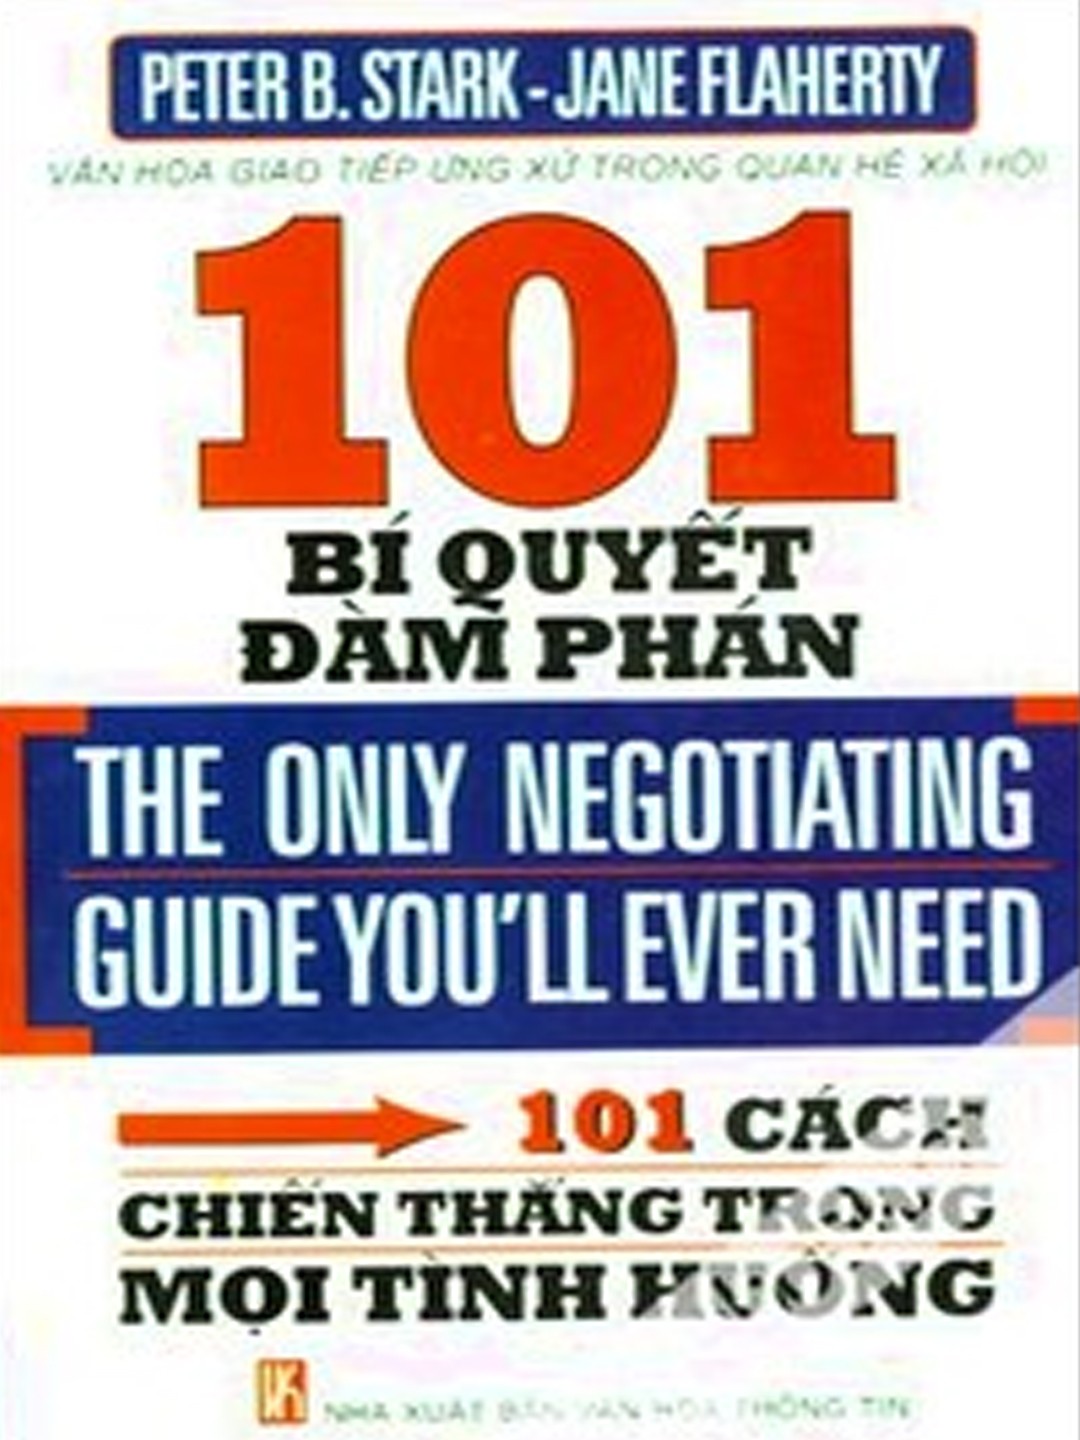 PETER B. STARK - JANE FLAHERTY
VĂN HÓA GIAO TIẾP ỨNG XỬ TRONG QUAN HỆ XÃ HỘI
101
BÍ QUYẾT
ĐÀM PHÁN
THE ONLY NEGOTIATING
GUIDE YOU'LL EVER NEED
101 CÁCH
CHIẾN THẮNG TRONG
MỌI TÌNH HUỐNG
VK NHÀ XUẤT BẢN VĂN HÓA THÔNG TIN